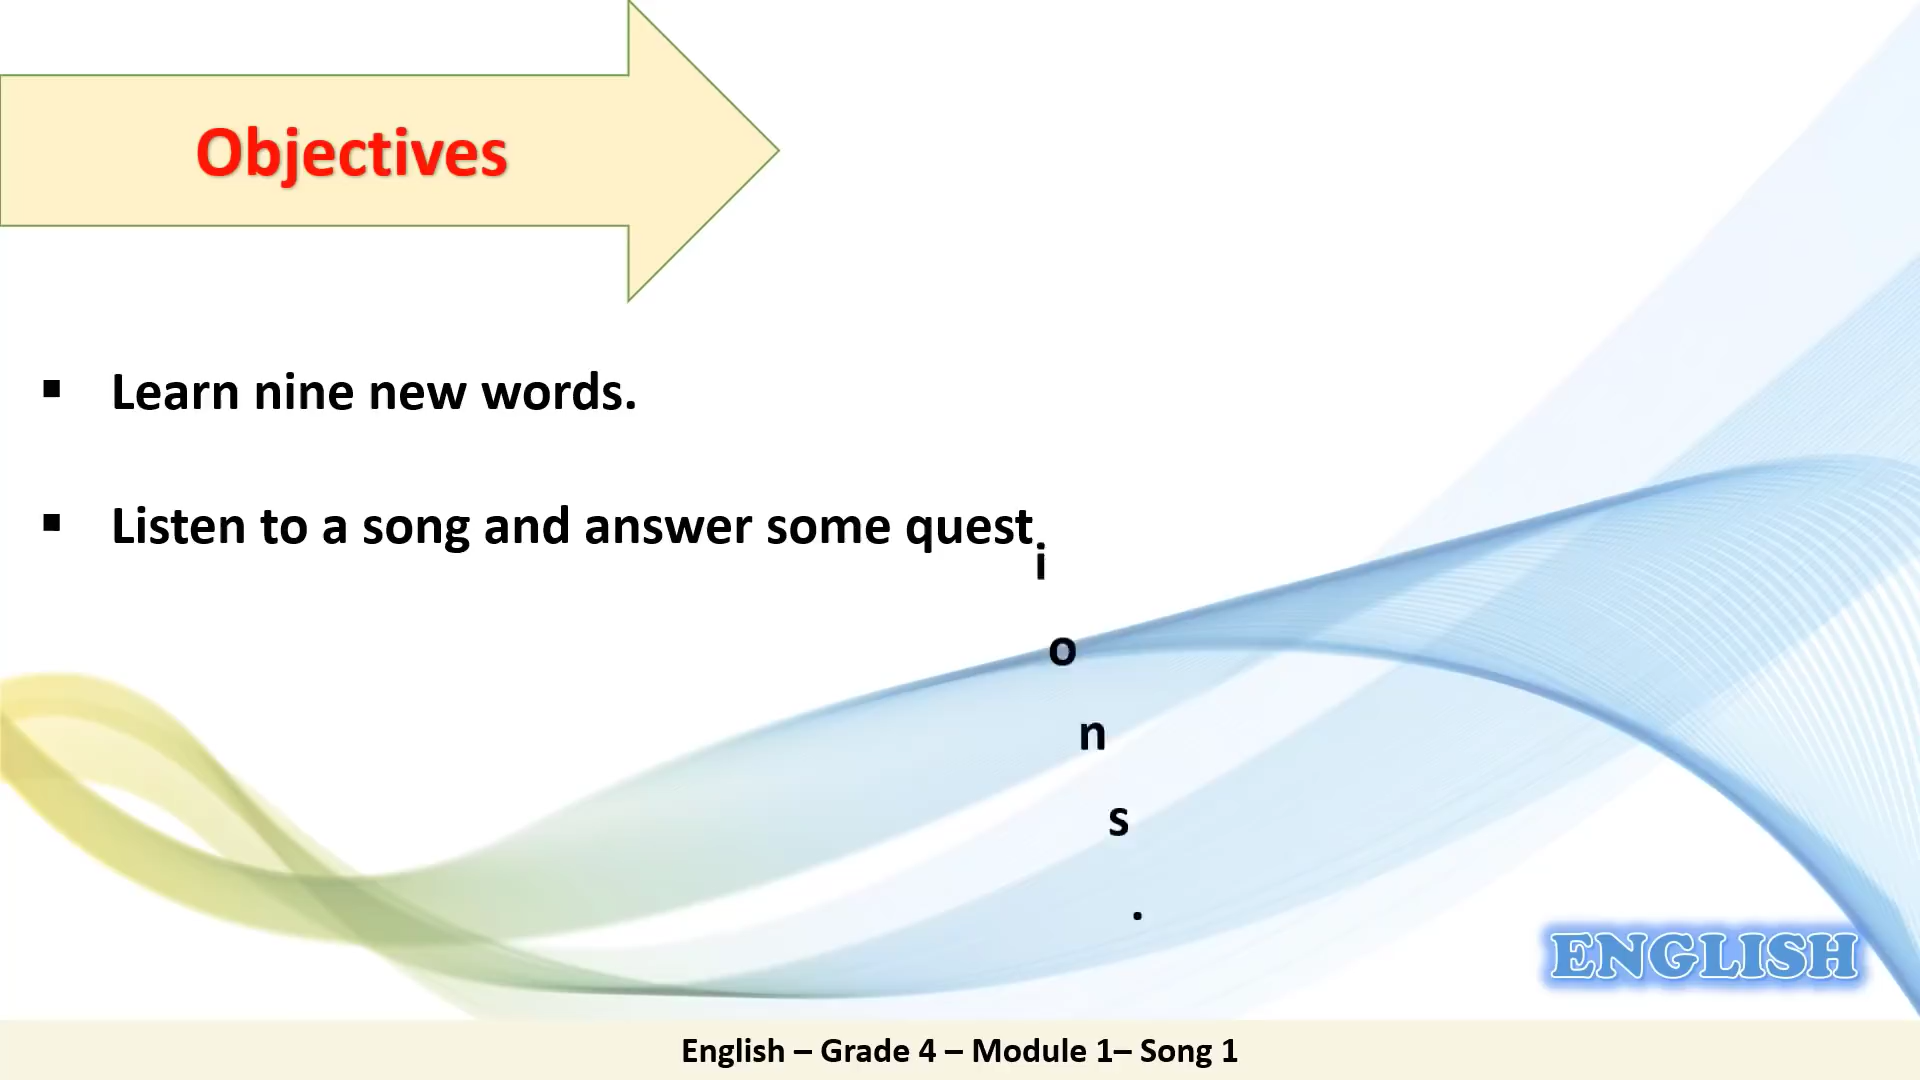 Objectives
▪ Learn nine new words.
▪ Listen to a song and answer some questions.
ENGLISH
English – Grade 4 – Module 1– Song 1